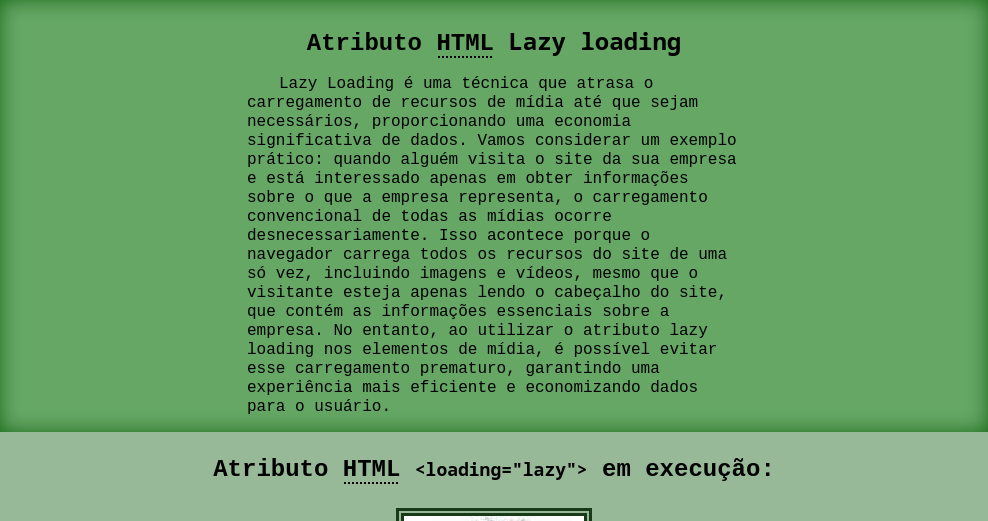 Atributo HTML Lazy loading
Lazy Loading é uma técnica que atrasa o
carregamento de recursos de mídia até que sejam
necessários, proporcionando uma economia
significativa de dados. Vamos considerar um exemplo
prático: quando alguém visita o site da sua empresa
e está interessado apenas em obter informações
sobre o que a empresa representa, o carregamento
convencional de todas as mídias ocorre
desnecessariamente. Isso acontece porque o
navegador carrega todos os recursos do site de uma
só vez, incluindo imagens e vídeos, mesmo que o
visitante esteja apenas lendo o cabeçalho do site,
que contém as informações essenciais sobre a
empresa. No entanto, ao utilizar o atributo lazy
loading nos elementos de mídia, é possível evitar
esse carregamento prematuro, garantindo uma
experiência mais eficiente e economizando dados
para o usuário.
Atributo HTML <loading="lazy"> em execução: